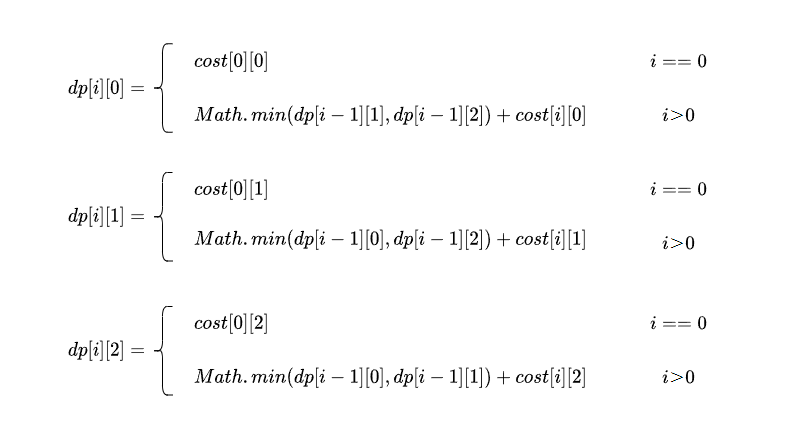 cost[0][0] i == 0
dp[i][0] =
Math.min(dp[i − 1][1], dp[i − 1][2]) + cost[i][0] i>0
cost[0][1] i == 0
dp[i][1] =
Math.min(dp[i − 1][0], dp[i − 1][2]) + cost[i][1] i>0
cost[0][2] i == 0
dp[i][2] =
Math.min(dp[i − 1][0], dp[i − 1][1]) + cost[i][2] i>0